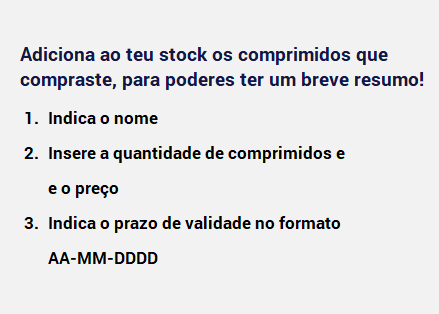 Adiciona ao teu stock os comprimidos que
compraste, para poderes ter um breve resumo!
1. Indica o nome
2. Insere a quantidade de comprimidos e
e o preço
3. Indica o prazo de validade no formato
AA-MM-DDDD